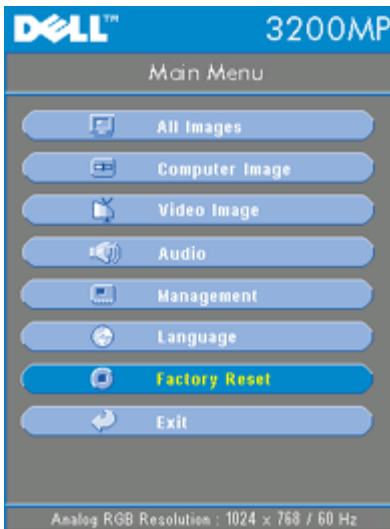 DELL™ 3200MP
Main Menu
All Images
Computer Image
Video Image
Audio
Management
Language
Factory Reset
Exit
Analog RGB Resolution : 1024 x 768 / 60 Hz